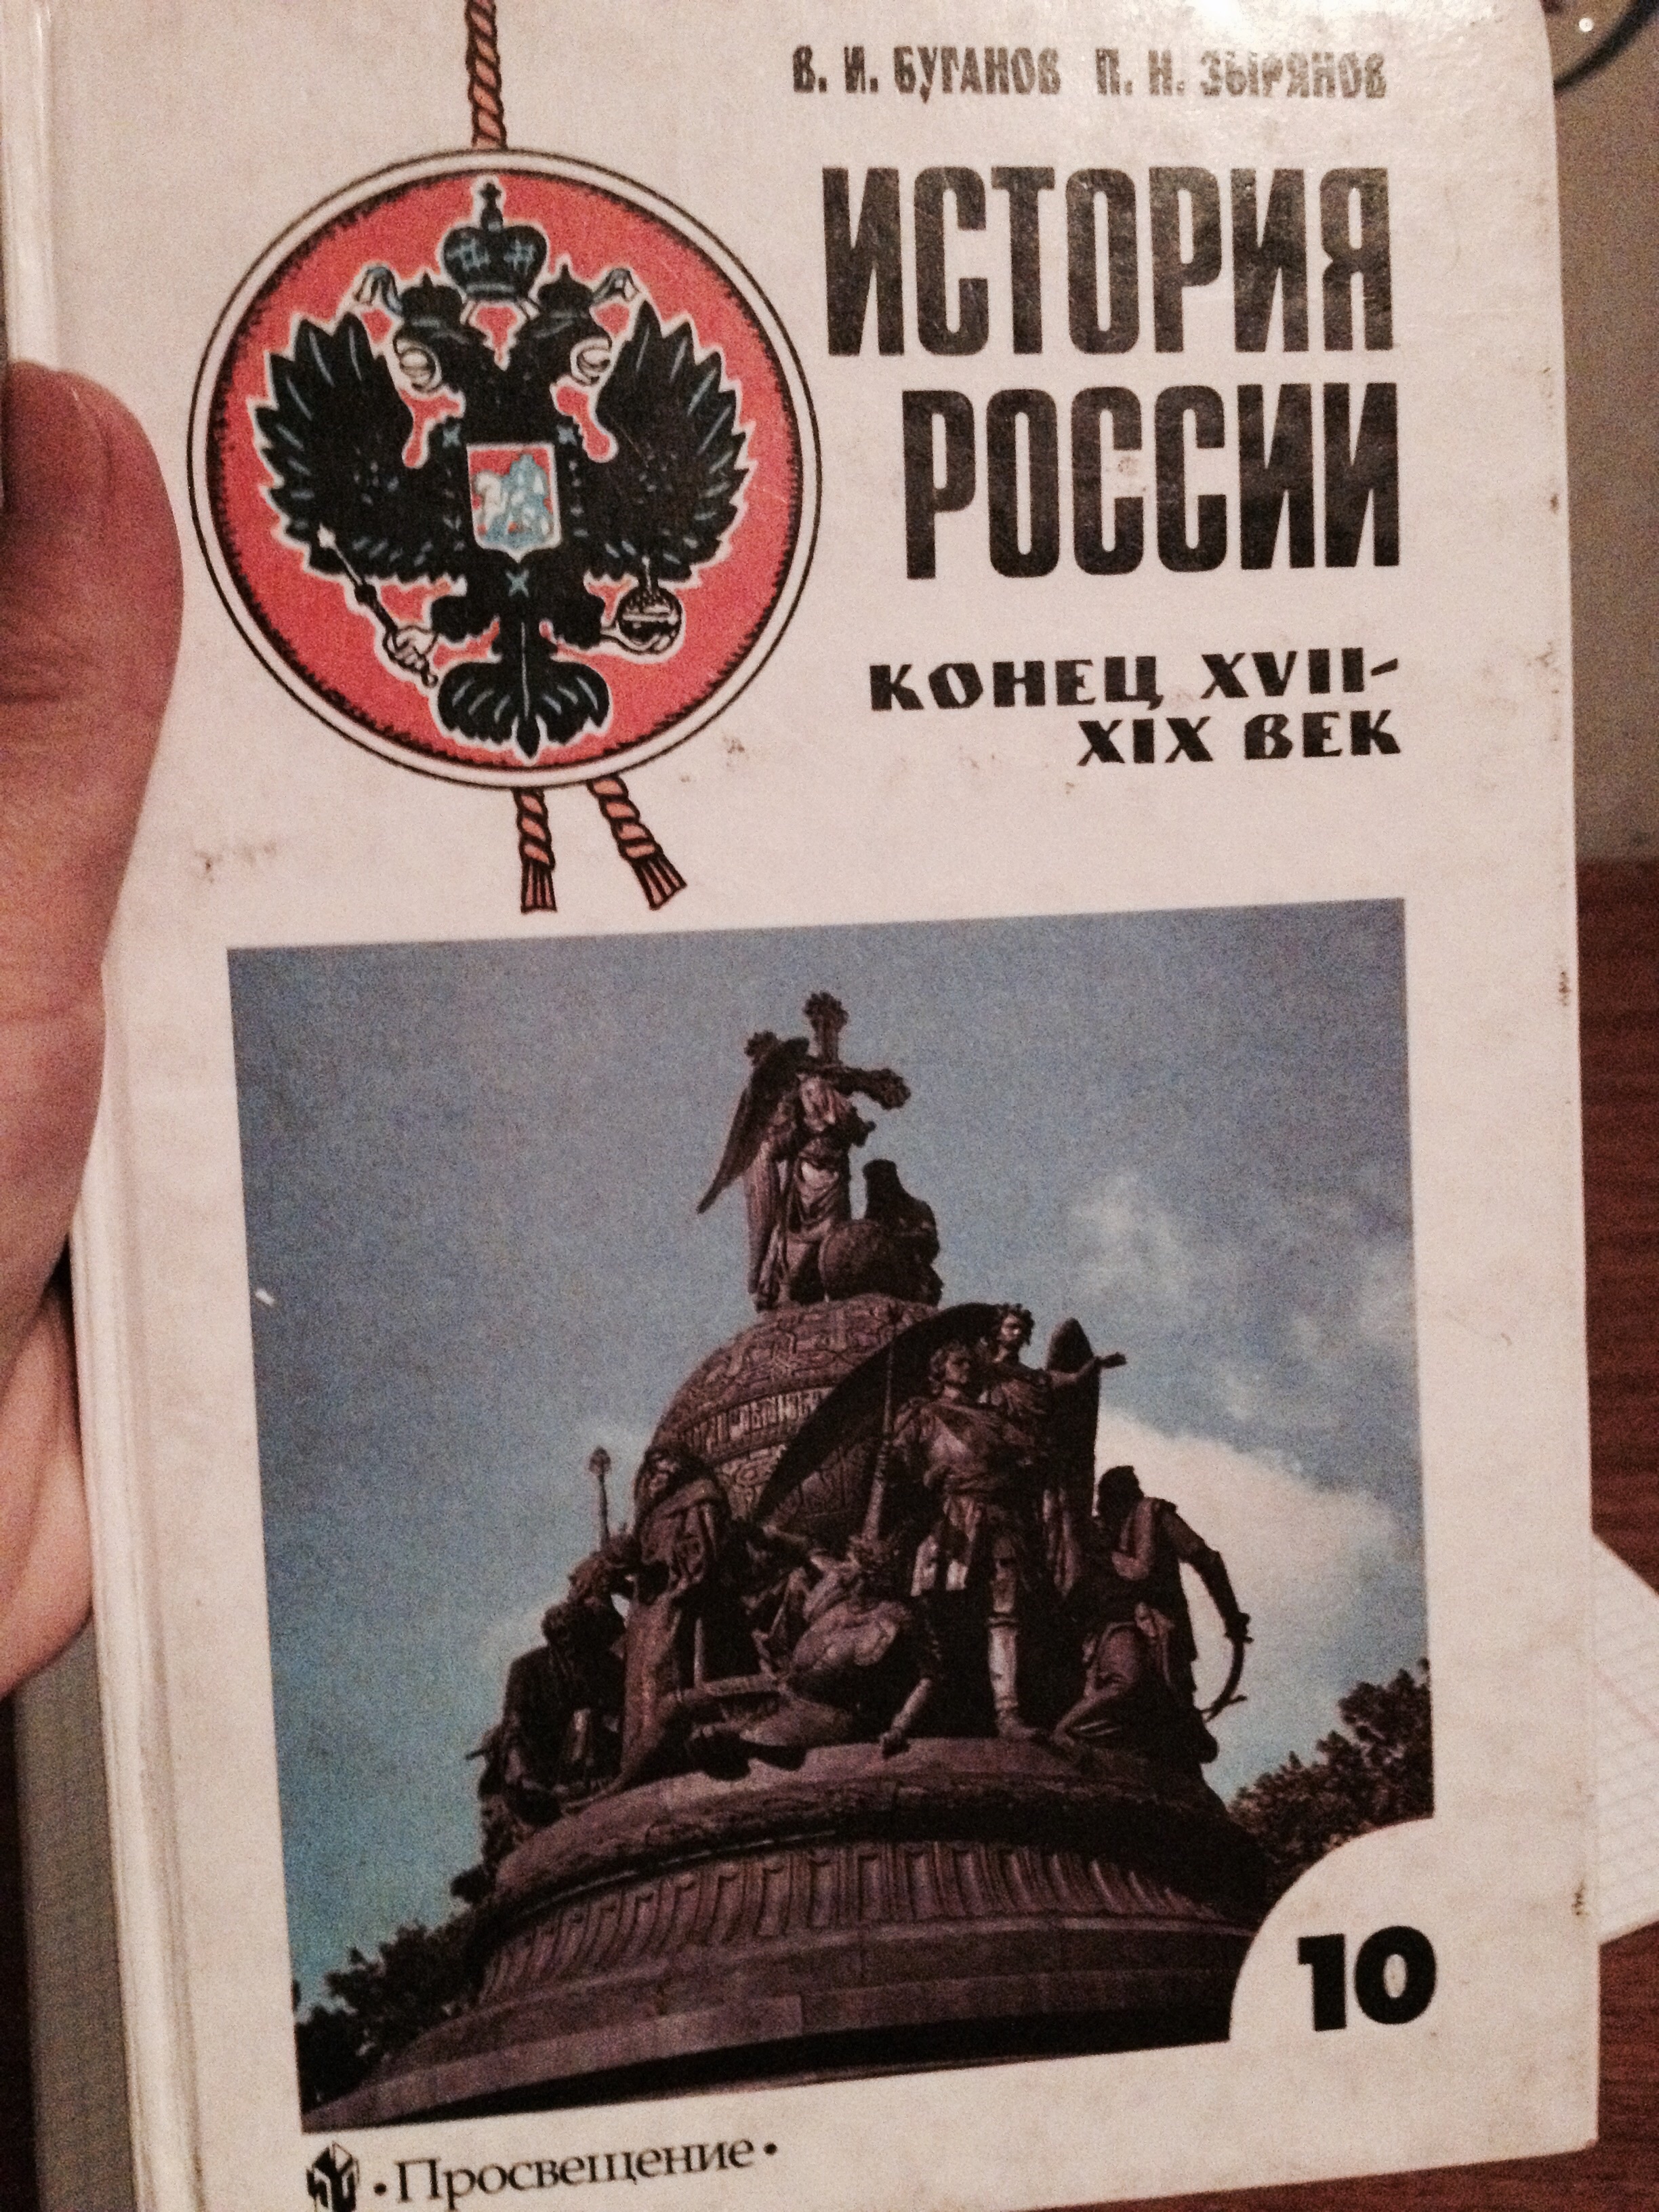 В. И. БУГАНОВ П. Н. ЗЫРЯНОВ
ИСТОРИЯ
РОССИИ
КОНЕЦ XVII–
XIX ВЕК
10
• Просвещение •